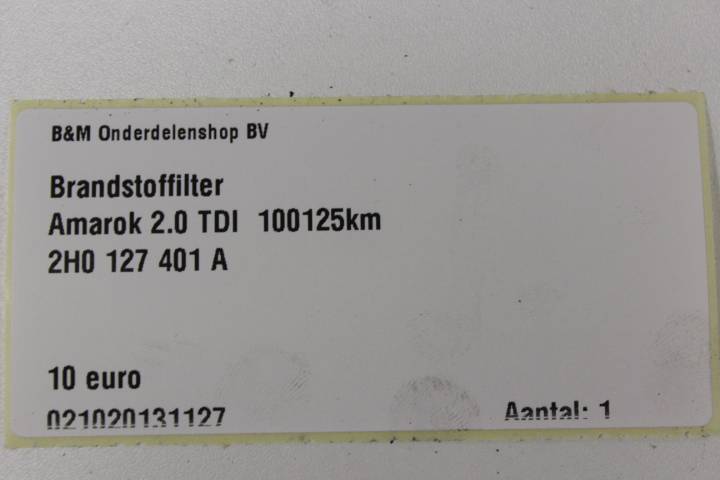 B&M Onderdelenshop BV
Brandstoffilter
Amarok 2.0 TDI 100125km
2H0 127 401 A
10 euro
021020131127
Aantal: 1